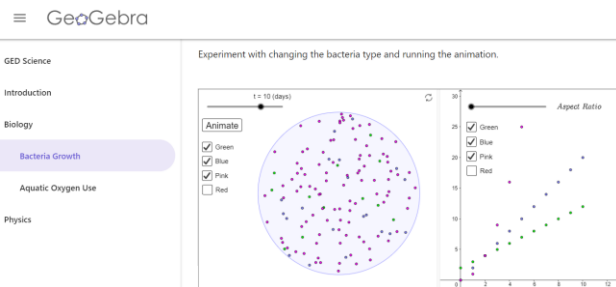 GeoGebra
GED Science
Introduction
Biology
Bacteria Growth
Aquatic Oxygen Use
Physics
Experiment with changing the bacteria type and running the animation.
t = 10 (days)
Animate
Green
Blue
Pink
Red
Aspect Ratio
Green
Blue
Pink
Red
30
25
20
15
10
5
0
2
4
6
8
10
12